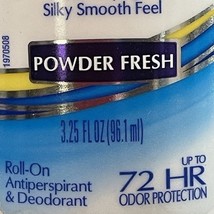 Silky Smooth Feel
POWDER FRESH
1970508
3.25 FL OZ (96.1 ml)
Roll-On
Antiperspirant
& Deodorant
UP TO
72 HR
ODOR PROTECTION